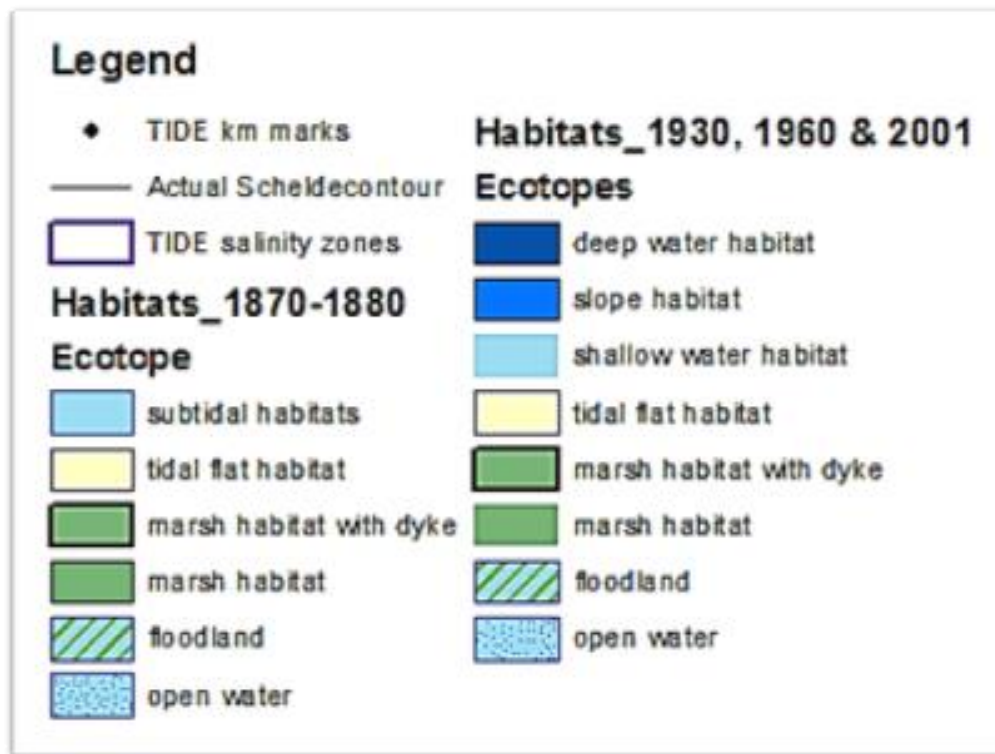 Legend
TIDE km marks
Actual Scheldecontour
TIDE salinity zones
Habitats_1870-1880
Ecotope
subtidal habitats
tidal flat habitat
marsh habitat with dyke
marsh habitat
floodland
open water
Habitats_1930, 1960 & 2001
Ecotopes
deep water habitat
slope habitat
shallow water habitat
tidal flat habitat
marsh habitat with dyke
marsh habitat
floodland
open water